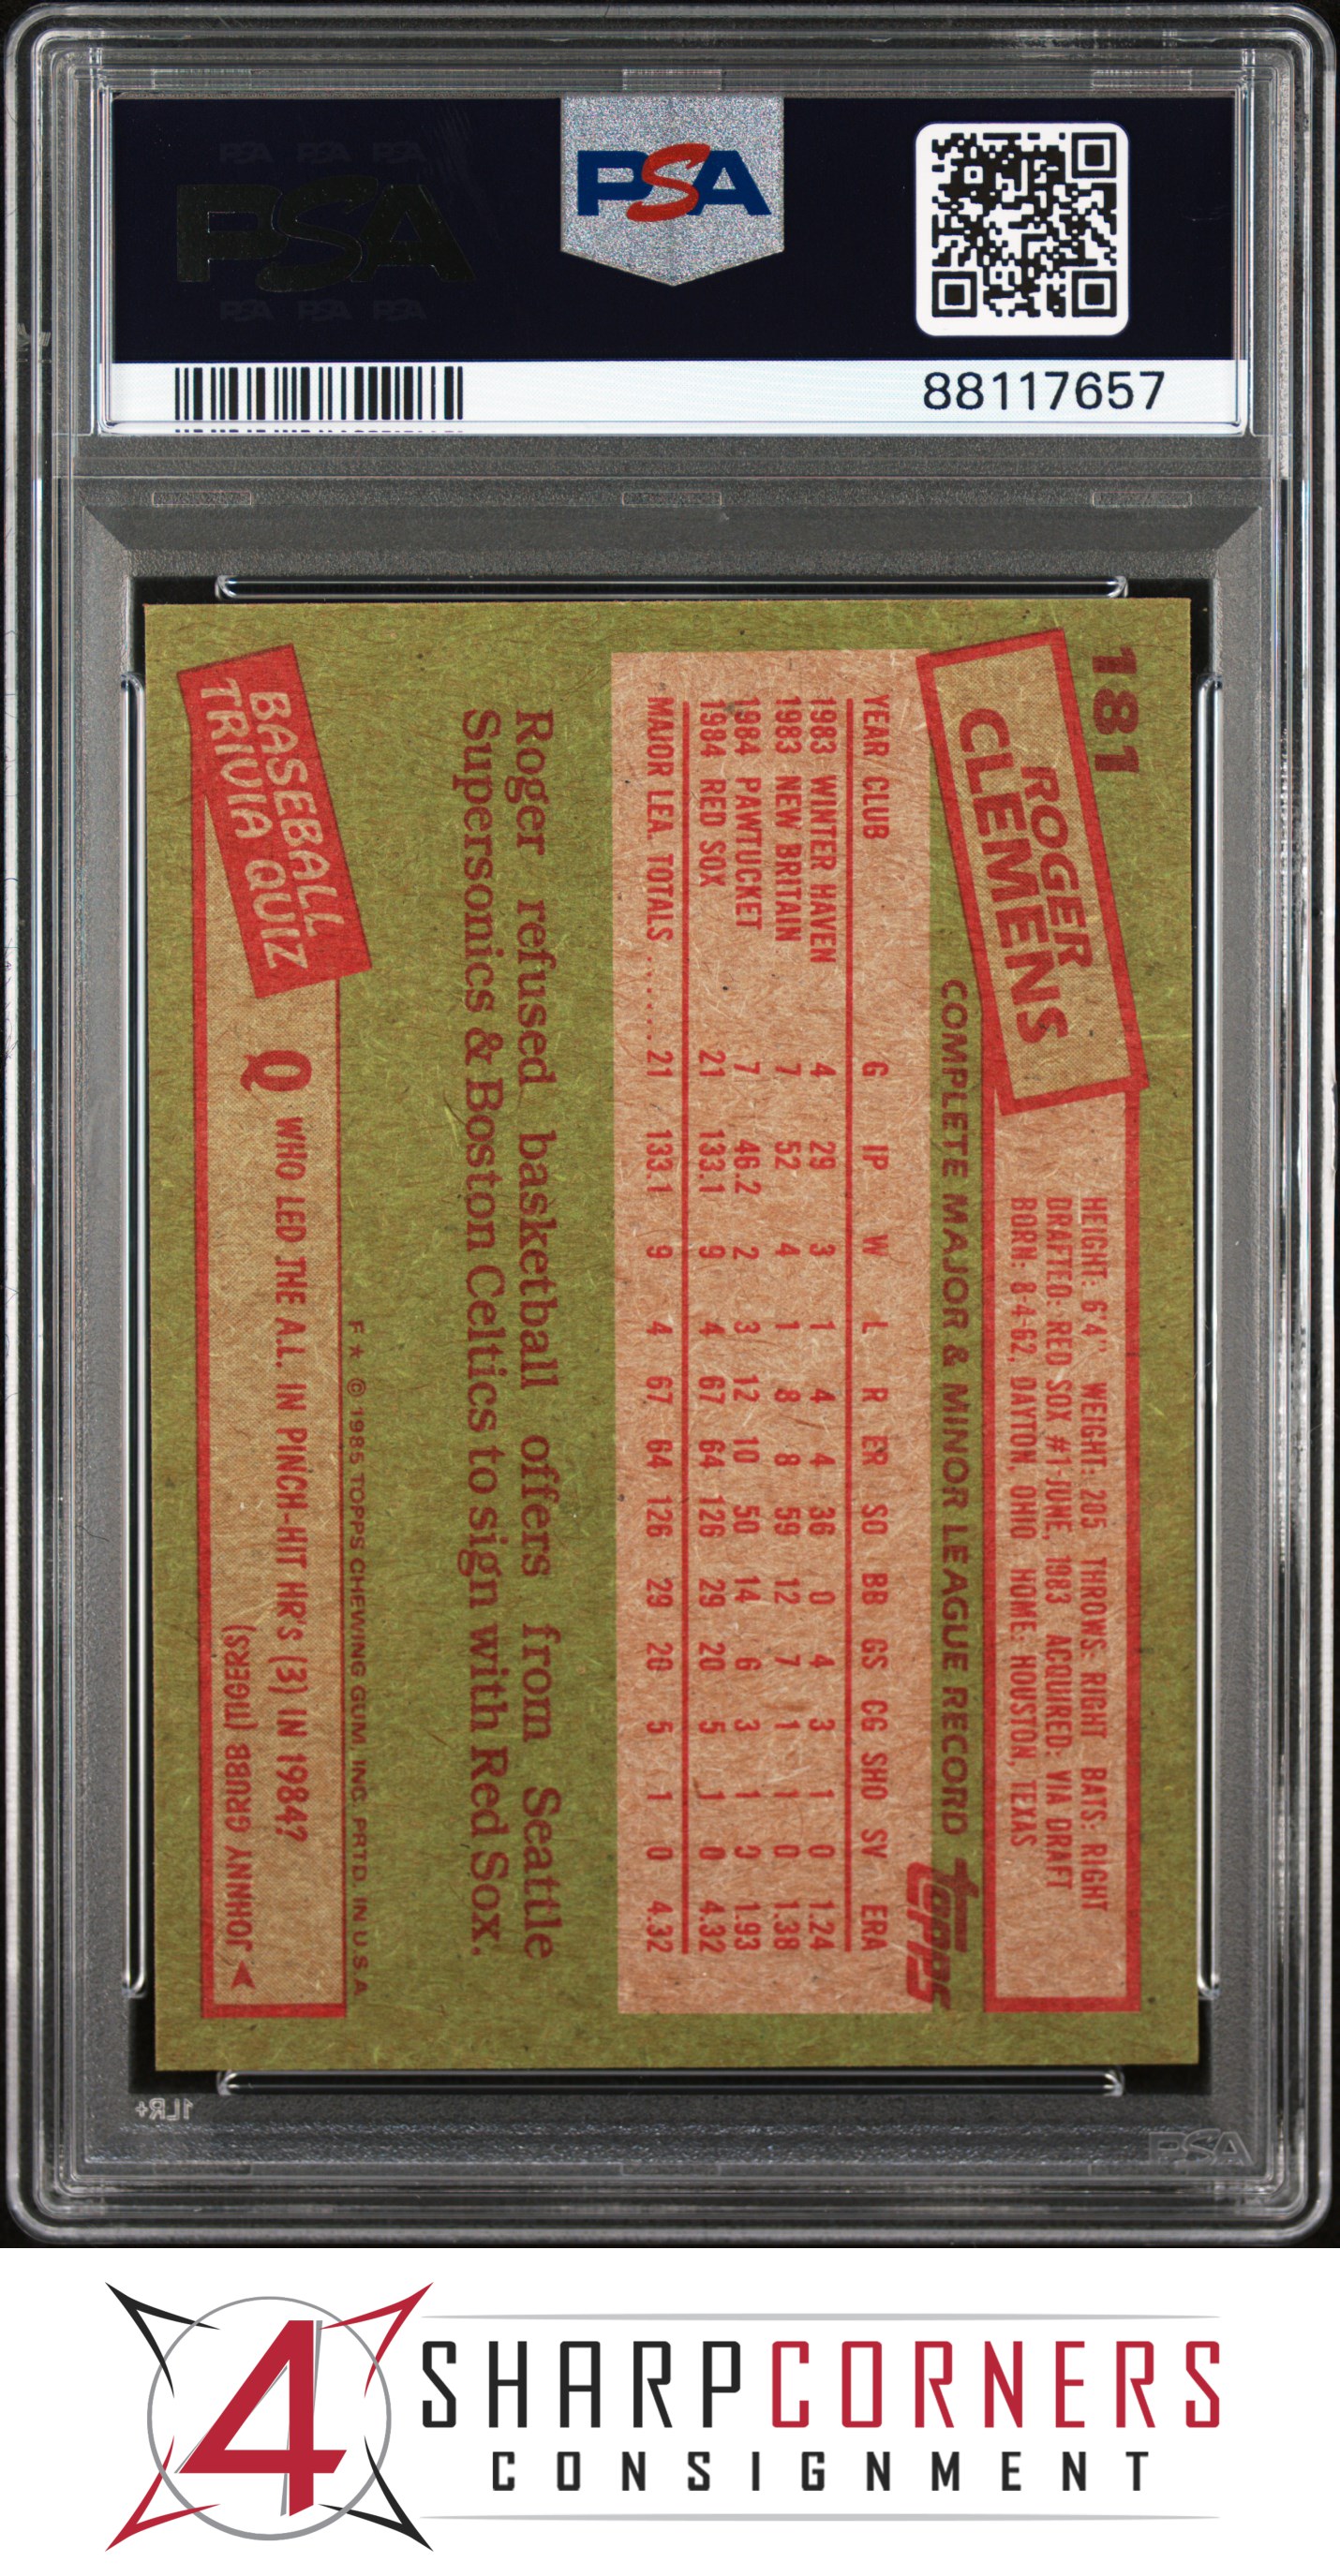 PSA PSA PSA
PSA
PSA PSA PSA
PSA
88117657
181
ROGER
CLEMENS
HEIGHT: 6'4" WEIGHT: 205 THROWS: RIGHT BATS: RIGHT
DRAFTED: RED SOX #1-JUNE, 1983 ACQUIRED: VIA DRAFT
BORN: 8-4-62, DAYTON, OHIO HOME: HOUSTON, TEXAS
COMPLETE MAJOR & MINOR LEAGUE RECORD
Topps
YEAR CLUB G IP W L R ER SO BB GS CG SHO SV ERA
1983 WINTER HAVEN 4 29 3 1 4 4 36 0 4 3 1 0 1.24
1983 NEW BRITAIN 7 52 4 1 8 8 59 12 7 1 1 0 1.38
1984 PAWTUCKET 7 46.2 2 3 12 10 50 14 6 3 1 0 1.93
1984 RED SOX 21 133.1 9 4 67 64 126 29 20 5 1 0 4.32
MAJOR LEA. TOTALS ...... 21 133.1 9 4 67 64 126 29 20 5 1 0 4.32
Roger refused basketball offers from Seattle
Supersonics & Boston Celtics to sign with Red Sox.
F ★ © 1985 TOPPS CHEWING GUM, INC. PRTD. IN U.S.A.
BASEBALL
TRIVIA QUIZ
Q WHO LED THE A.L. IN PINCH-HIT HR's (3) IN 1984?
JOHNNY GRUBB (TIGERS)
1LR+
PSA
4
SHARPCORNERS
CONSIGNMENT